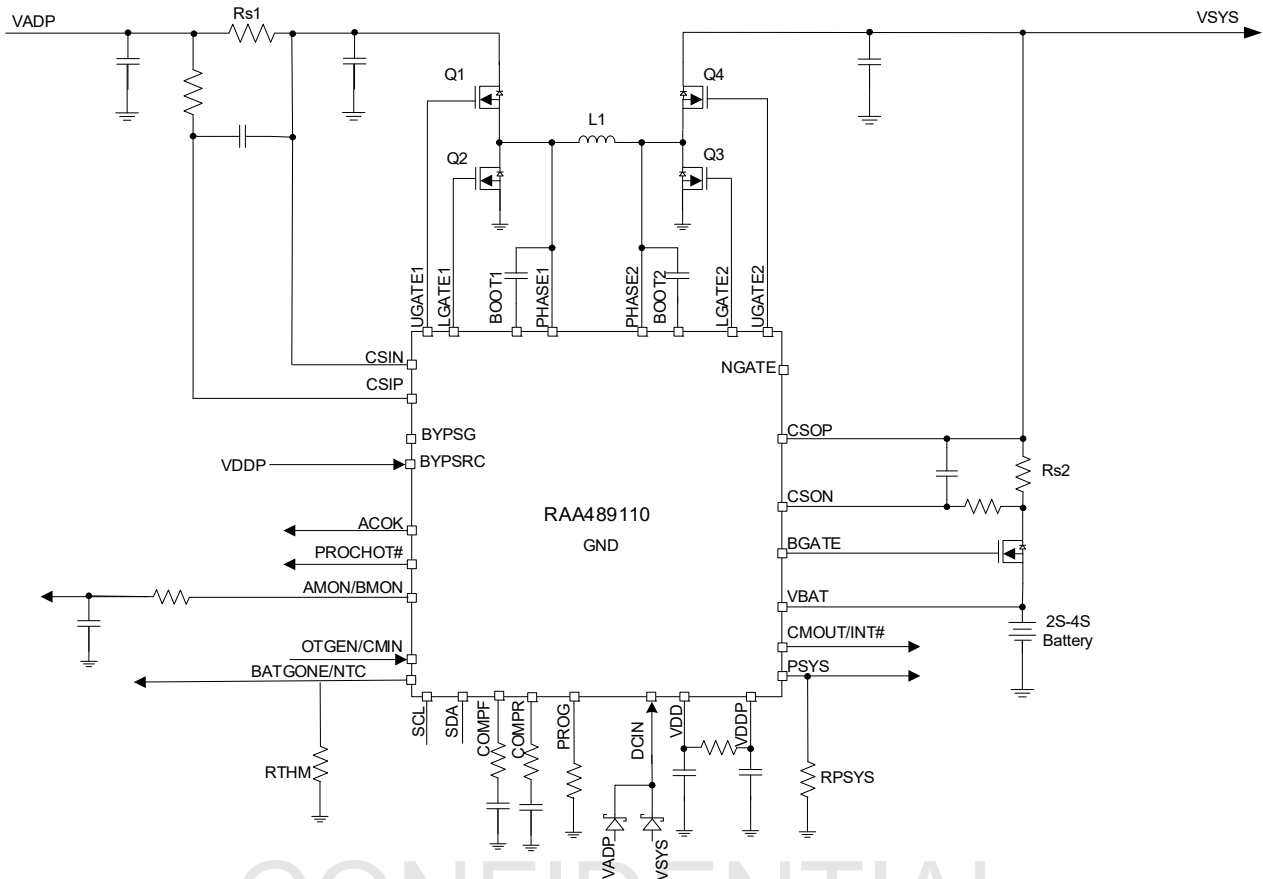 VADP
Rs1
VSYS
Q1
Q4
L1
Q2
Q3
UGATE1
LGATE1
BOOT1
PHASE1
PHASE2
BOOT2
LGATE2
UGATE2
CSIN
CSIP
NGATE
BYPSG
VDDP
BYPSRC
CSOP
Rs2
CSON
RAA489110
GND
ACOK
PROCHOT#
BGATE
AMON/BMON
VBAT
2S-4S
Battery
OTGEN/CMIN
CMOUT/INT#
BATGONE/NTC
PSYS
SCL
SDA
COMPF
COMPR
PROG
DCIN
VDD
VDDP
RTHM
RPSYS
VADP
VSYS
CONFIDENTIAL